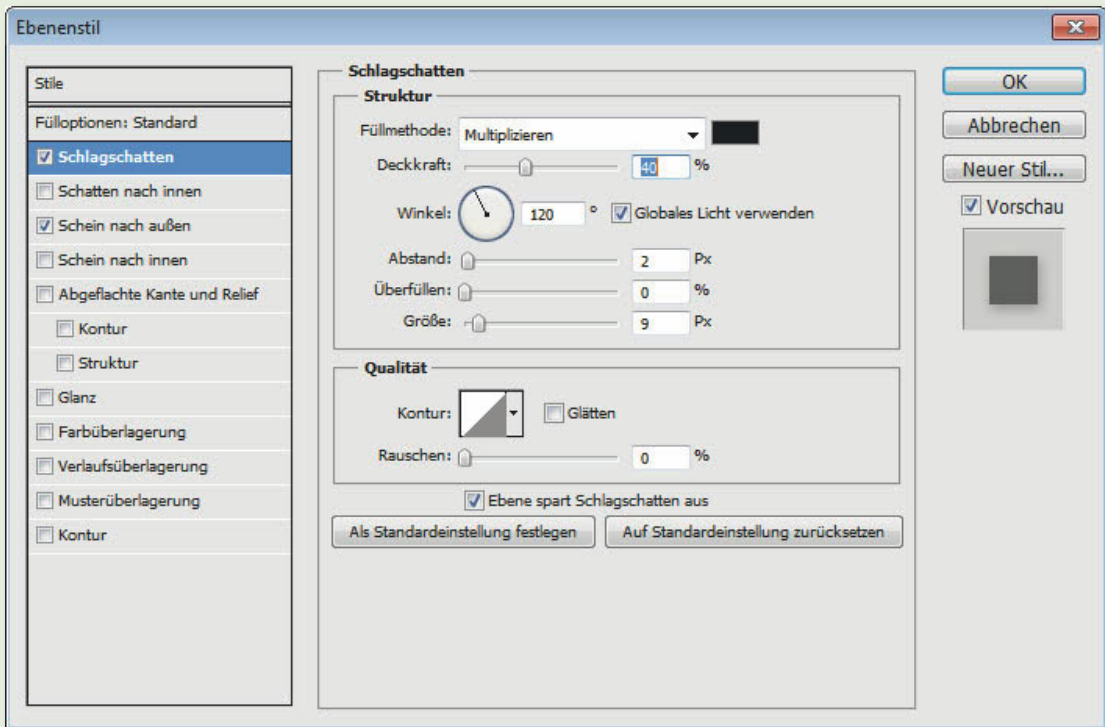 Ebenenstil
Stile
Fülloptionen: Standard
Schlagschatten
Schatten nach innen
Schein nach außen
Schein nach innen
Abgeflachte Kante und Relief
Kontur
Struktur
Glanz
Farbüberlagerung
Verlaufsüberlagerung
Musterüberlagerung
Kontur
Schlagschatten
Struktur
Füllmethode: Multiplizieren
Deckkraft: 40 %
Winkel: 120 ° Globales Licht verwenden
Abstand: 2 Px
Überfüllen: 0 %
Größe: 9 Px
Qualität
Kontur: Glätten
Rauschen: 0 %
Ebene spart Schlagschatten aus
Als Standardeinstellung festlegen Auf Standardeinstellung zurücksetzen
OK
Abbrechen
Neuer Stil...
Vorschau